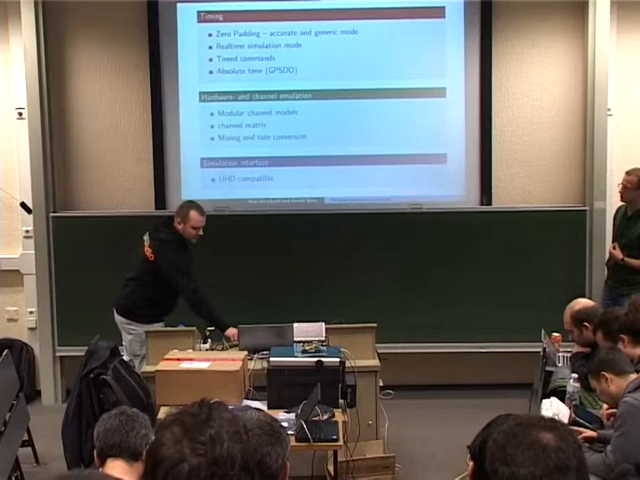 Timing
Zero Padding – accurate and generic mode
Realtime simulation mode
Timed commands
Absolute time (GPSDO)
Hardware- and channel emulation
Modular channel models
channel matrix
Mixing and rate conversion
Simulation interface
UHD compatible